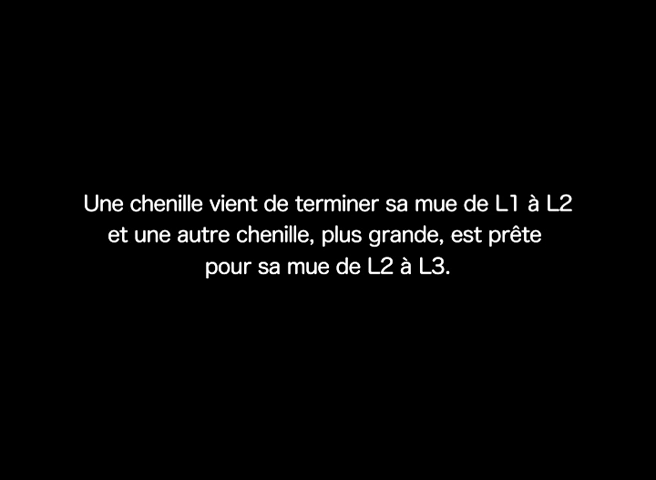 Une chenille vient de terminer sa mue de L1 à L2
et une autre chenille, plus grande, est prête
pour sa mue de L2 à L3.